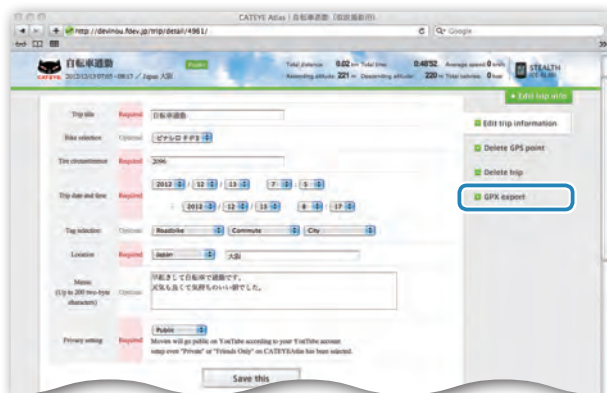 CATEYE Atlas | 自転車通勤 (取説撮影用)
http://devinou.fdev.jp/trip/detail/4961/
Google
自転車通勤
Public
CATEYE
2012/12/13 07:05 - 08:17 / Japan 大阪
Total distance 0.02 km Total time 0:48'52 Average speed 0 km/h
Ascending altitude 221 m Descending altitude 220 m Total calories 0 kcal
STEALTH
Edit trip info
Trip title Required 自転車通勤
Bike selection Optional
Tire circumference Required 2096
Trip date and time Required 2012 / 12 / 13 7 : 5
2012 / 12 / 13 8 : 17
Tag selection Optional Roadbike Commute City
Location Required Japan 大阪
Memo
(Up to 200 two-byte characters) Optional
早起きして自転車で通勤です。
天気も良くて気持ちのいい朝でした。
Privacy setting Required Public
Movies will go public on YouTube according to your YouTube account
setup even "Private" or "Friends Only" on CATEYEAtlas has been selected.
Save this
Edit trip information
Delete GPS point
Delete trip
GPX export